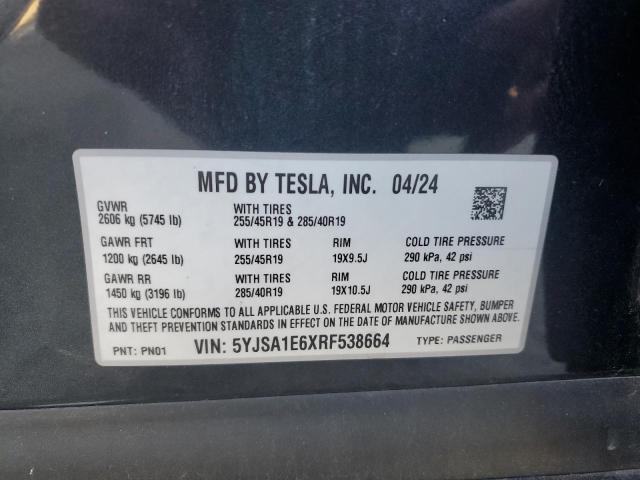 MFD BY TESLA, INC. 04/24
GVWR WITH TIRES
2606 kg (5745 lb) 255/45R19 & 285/40R19
GAWR FRT WITH TIRES RIM COLD TIRE PRESSURE
1200 kg (2645 lb) 255/45R19 19X9.5J 290 kPa, 42 psi
GAWR RR WITH TIRES RIM COLD TIRE PRESSURE
1450 kg (3196 lb) 285/40R19 19X10.5J 290 kPa, 42 psi
THIS VEHICLE CONFORMS TO ALL APPLICABLE U.S. FEDERAL MOTOR VEHICLE SAFETY, BUMPER
AND THEFT PREVENTION STANDARDS IN EFFECT ON THE DATE OF MANUFACTURE SHOWN ABOVE.
PNT: PN01 VIN: 5YJSA1E6XRF538664 TYPE: PASSENGER